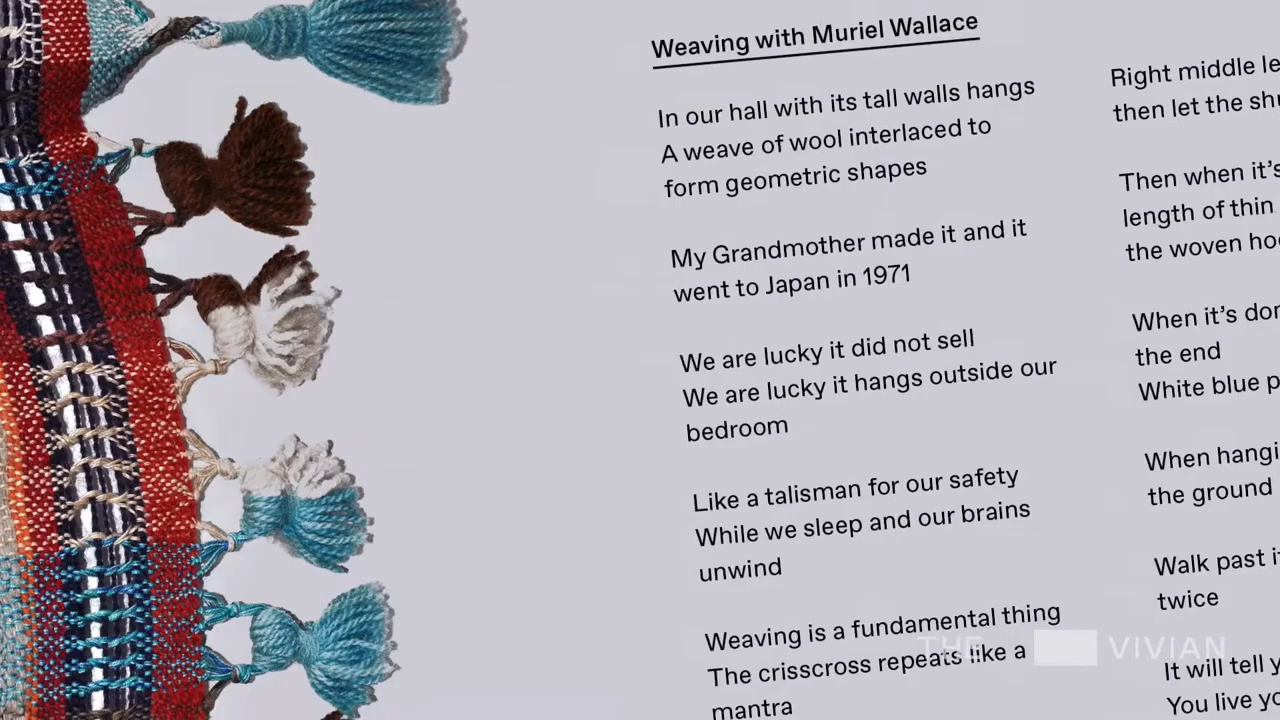 Weaving with Muriel Wallace
In our hall with its tall walls hangs
A weave of wool interlaced to
form geometric shapes
My Grandmother made it and it
went to Japan in 1971
We are lucky it did not sell
We are lucky it hangs outside our
bedroom
Like a talisman for our safety
While we sleep and our brains
unwind
Weaving is a fundamental thing
The crisscross repeats like a
mantra
Right middle
then let the
Then when it's
length of thin
the woven
When it's
the end
White blue
When
the ground
Walk past
twice
It will tell
You live
THE VIVIAN